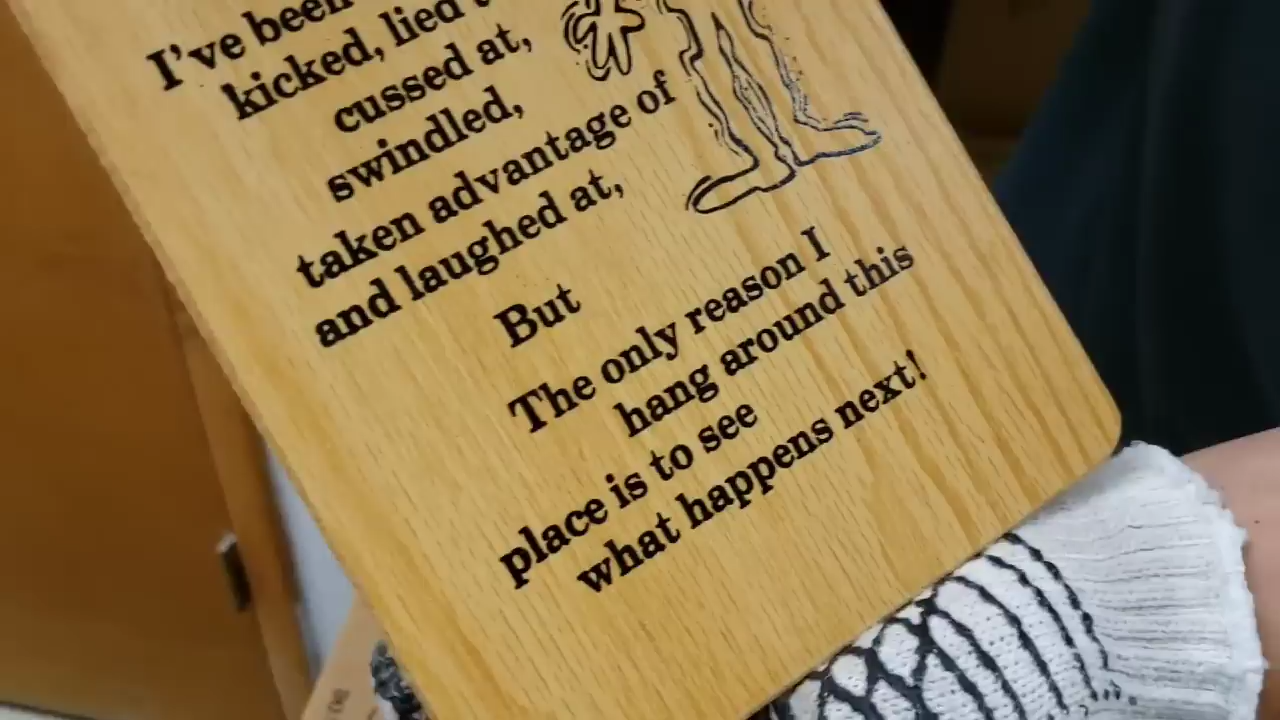 I've been
kicked, lied
cussed at,
swindled,
taken advantage of
and laughed at,
But
The only reason I
hang around this
place is to see
what happens next!